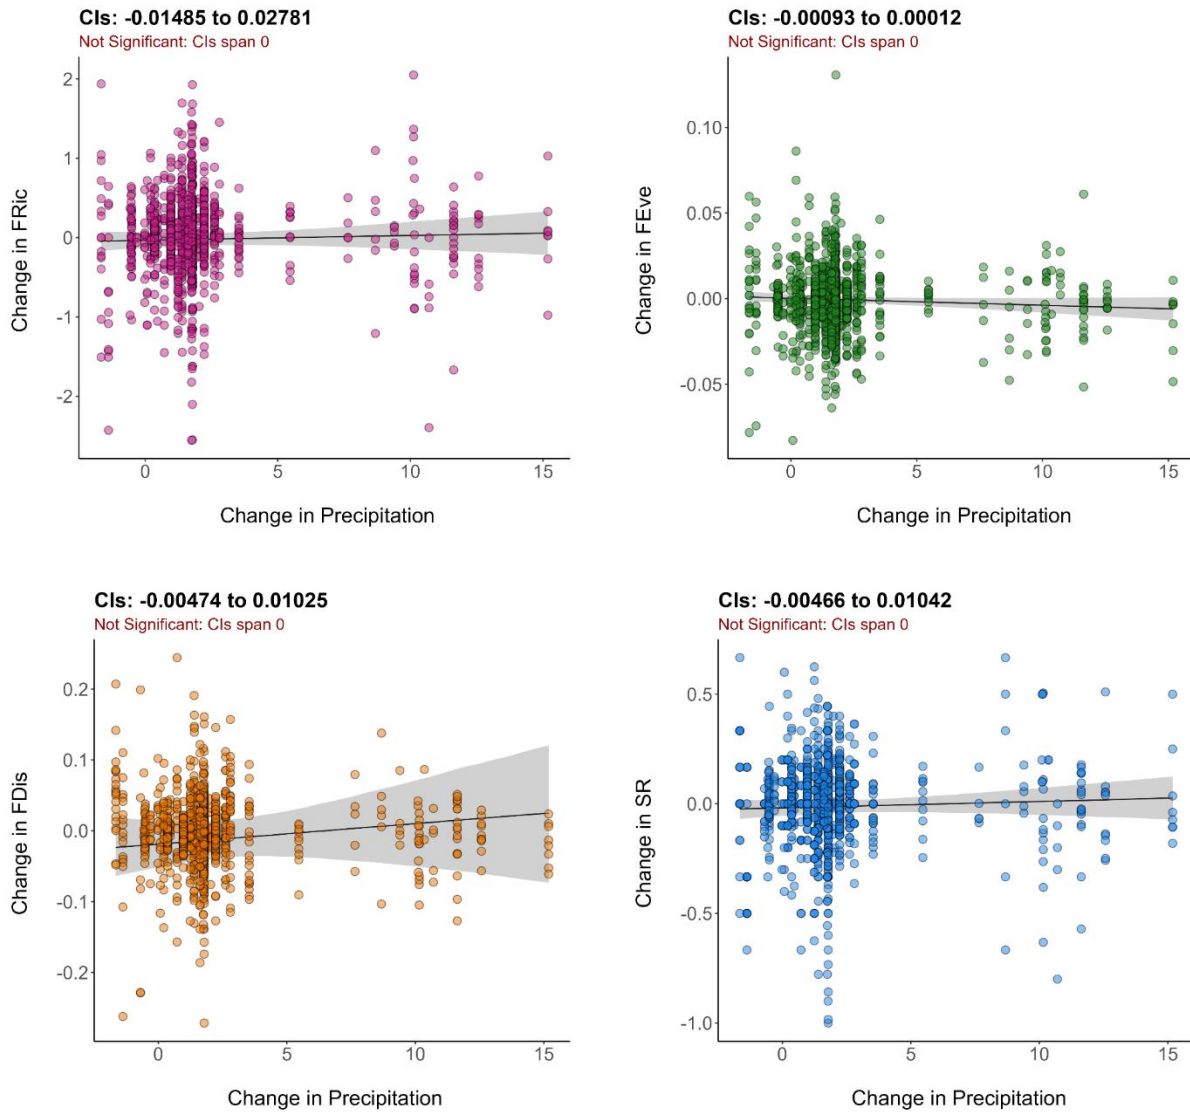 CIs: -0.01485 to 0.02781
Not Significant: CIs span 0
2
1
0
-1
-2
Change in FRic
0 5 10 15
Change in Precipitation
CIs: -0.00093 to 0.00012
Not Significant: CIs span 0
0.10
0.05
0.00
-0.05
Change in FEve
0 5 10 15
Change in Precipitation
CIs: -0.00474 to 0.01025
Not Significant: CIs span 0
0.2
0.1
0.0
-0.1
-0.2
Change in FDis
0 5 10 15
Change in Precipitation
CIs: -0.00466 to 0.01042
Not Significant: CIs span 0
0.5
0.0
-0.5
-1.0
Change in SR
0 5 10 15
Change in Precipitation